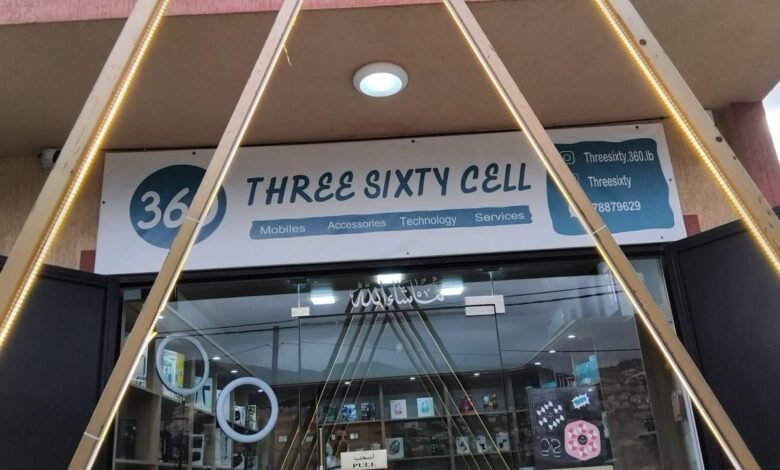 360
THREE SIXTY CELL
Mobiles Accessories Technology Services
Threesixty.360.lb
Threesixty
78879629
ما شاء الله
اسحب
PULL